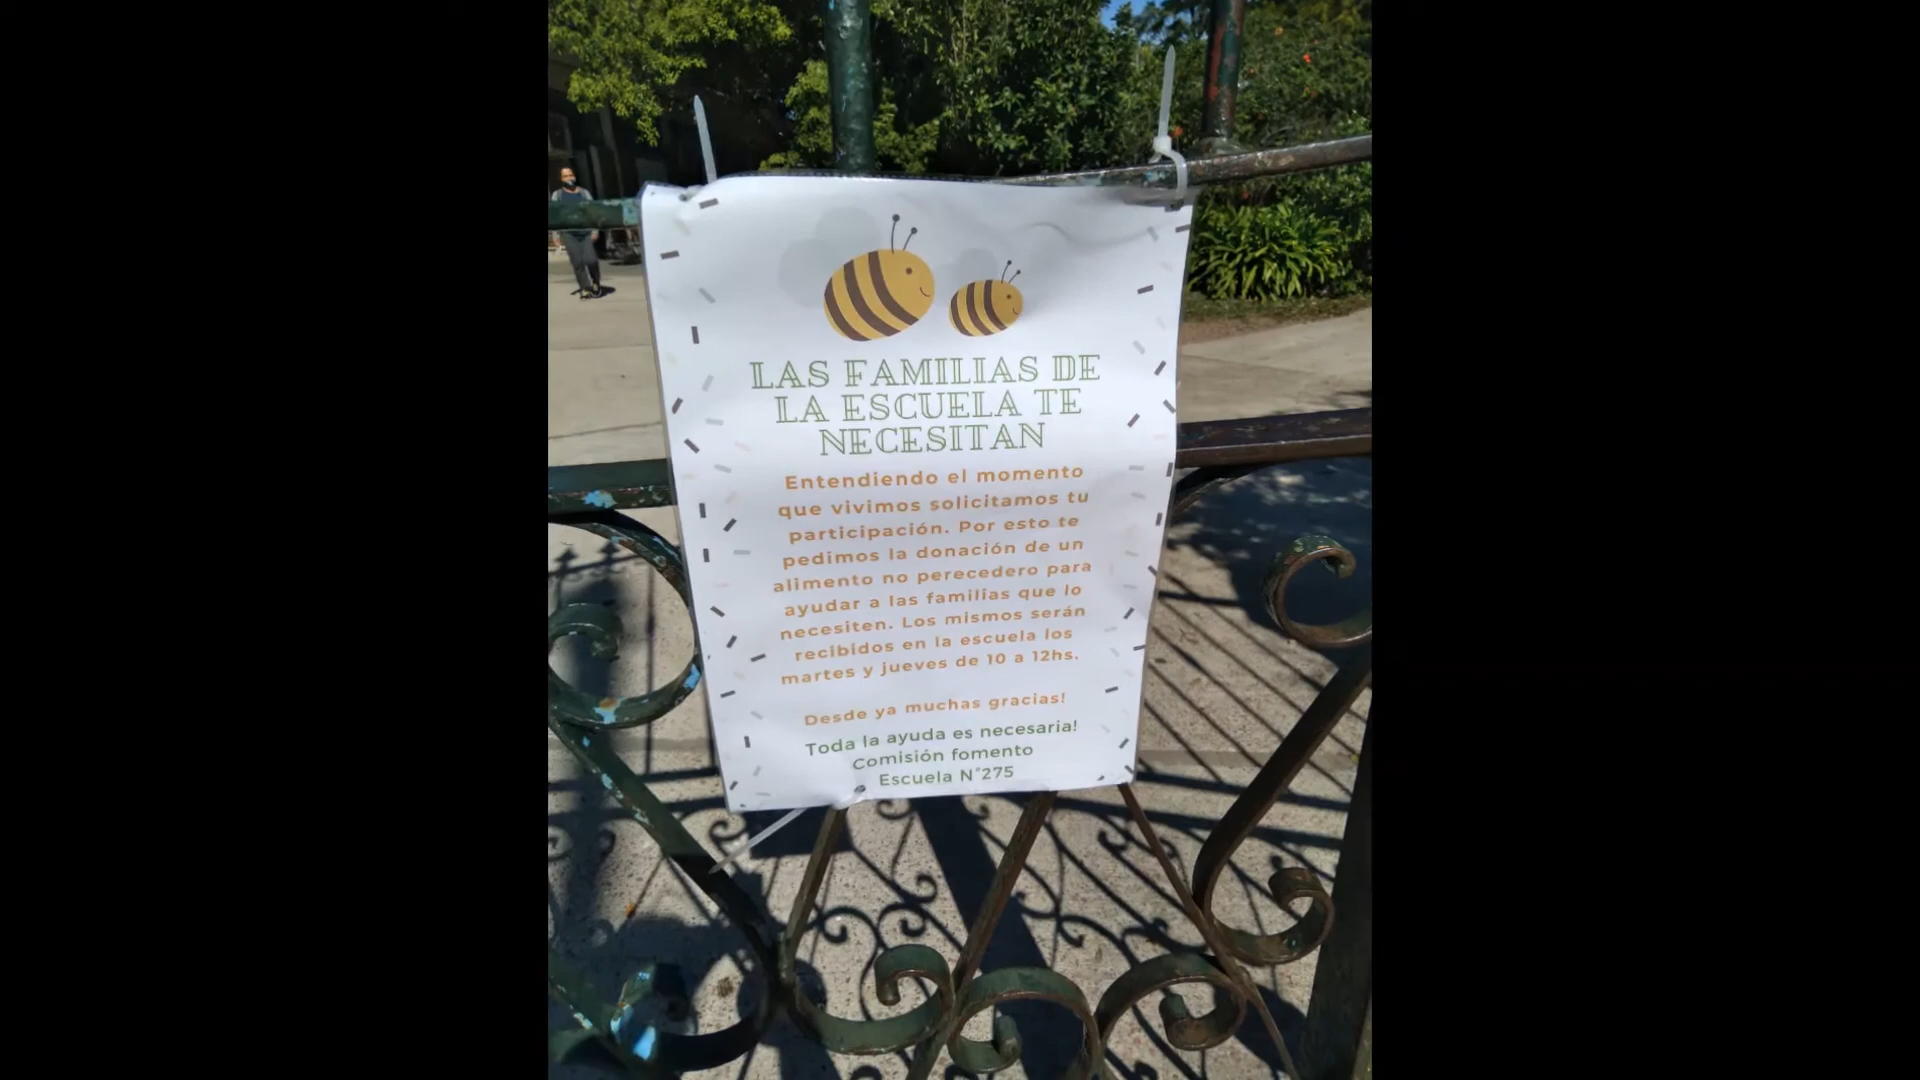 LAS FAMILIAS DE
LA ESCUELA TE
NECESITAN
Entendiendo el momento
que vivimos solicitamos tu
participación. Por esto te
pedimos la donación de un
alimento no perecedero para
ayudar a las familias que lo
necesiten. Los mismos serán
recibidos en la escuela los
martes y jueves de 10 a 12hs.
Desde ya muchas gracias!
Toda la ayuda es necesaria!
Comisión fomento
Escuela N°275